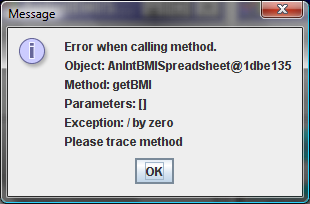 Message
Error when calling method.
Object: AnIntBMISpreadsheet@1dbe135
Method: getBMI
Parameters: []
Exception: / by zero
Please trace method
OK